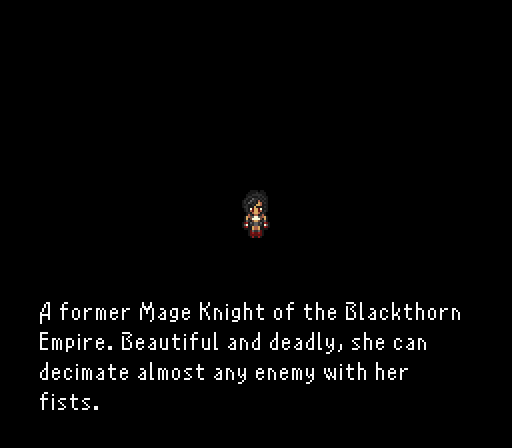 A former Mage Knight of the Blackthorn
Empire. Beautiful and deadly, she can
decimate almost any enemy with her
fists.